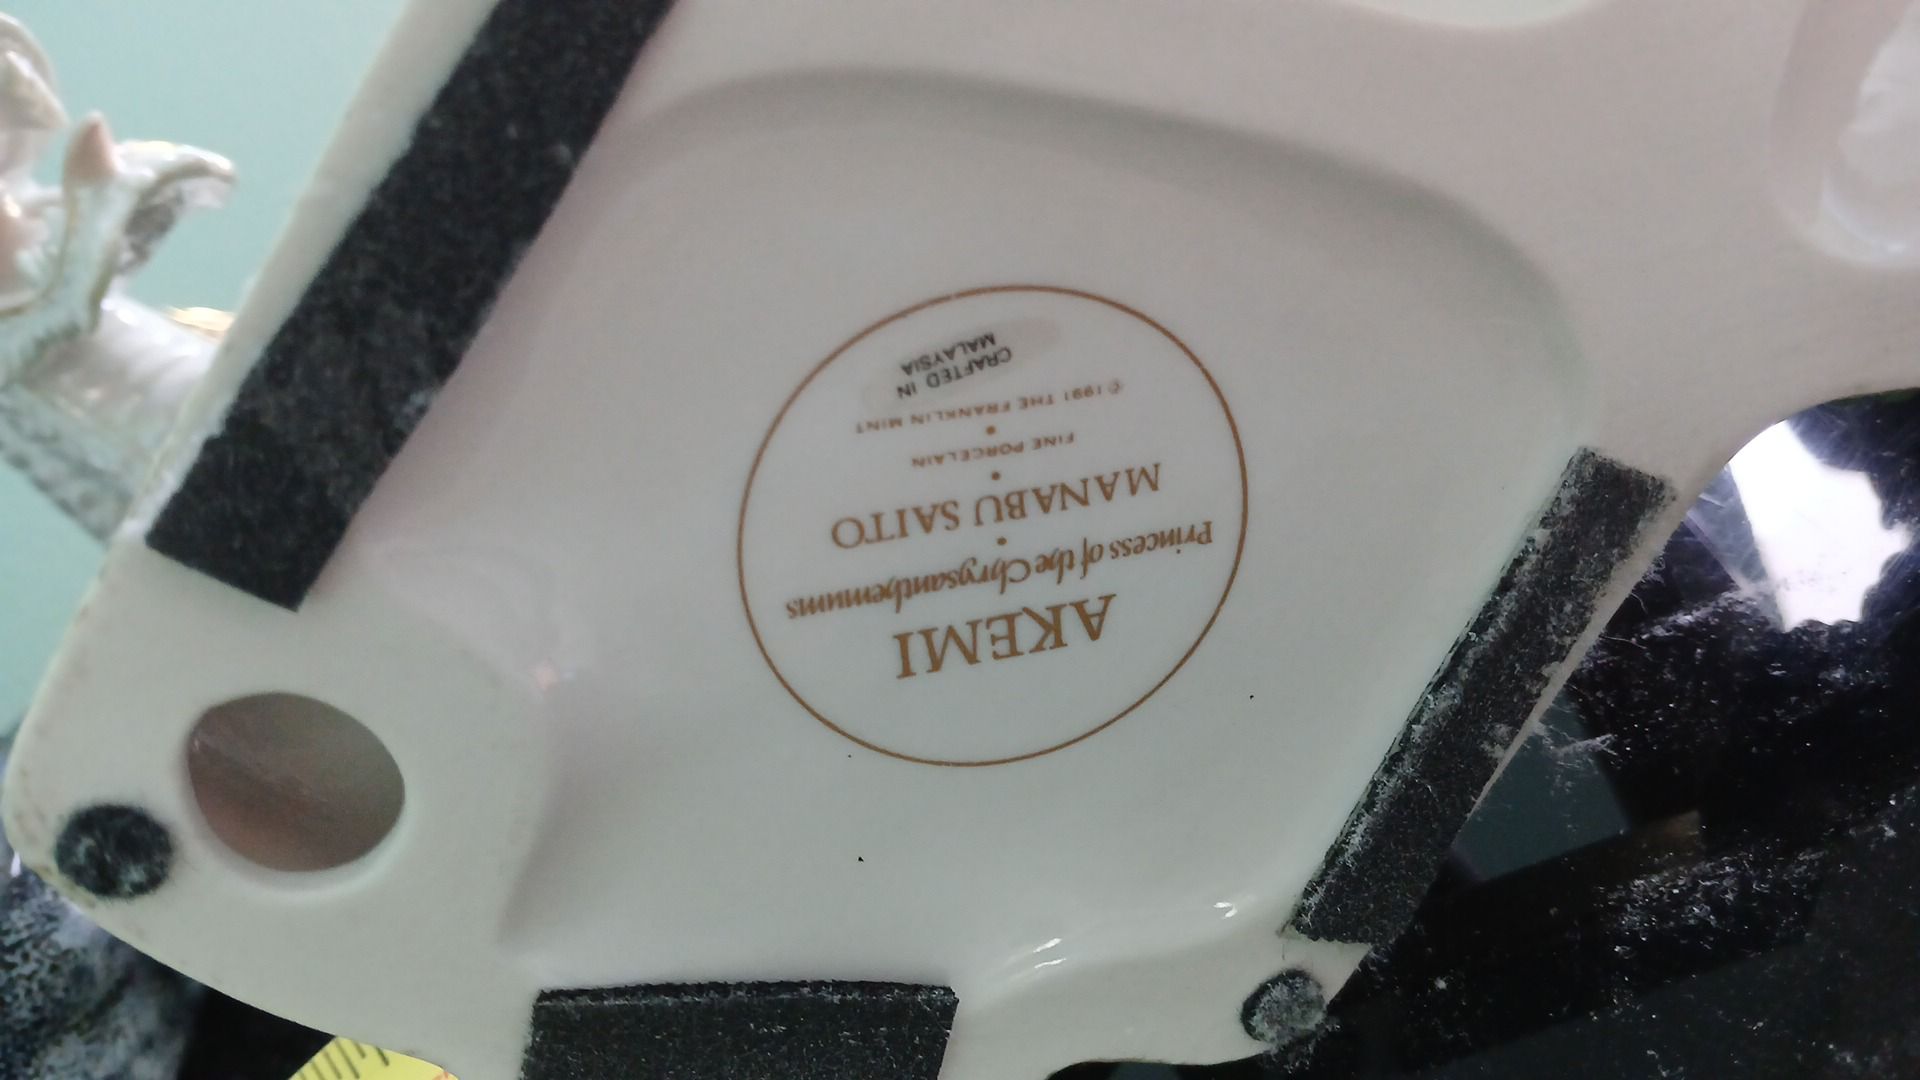 AKEMI
Princess of the Chrysanthemums
•
MANABU SAITO
•
FINE PORCELAIN
•
©1991 THE FRANKLIN MINT
CRAFTED IN
MALAYSIA